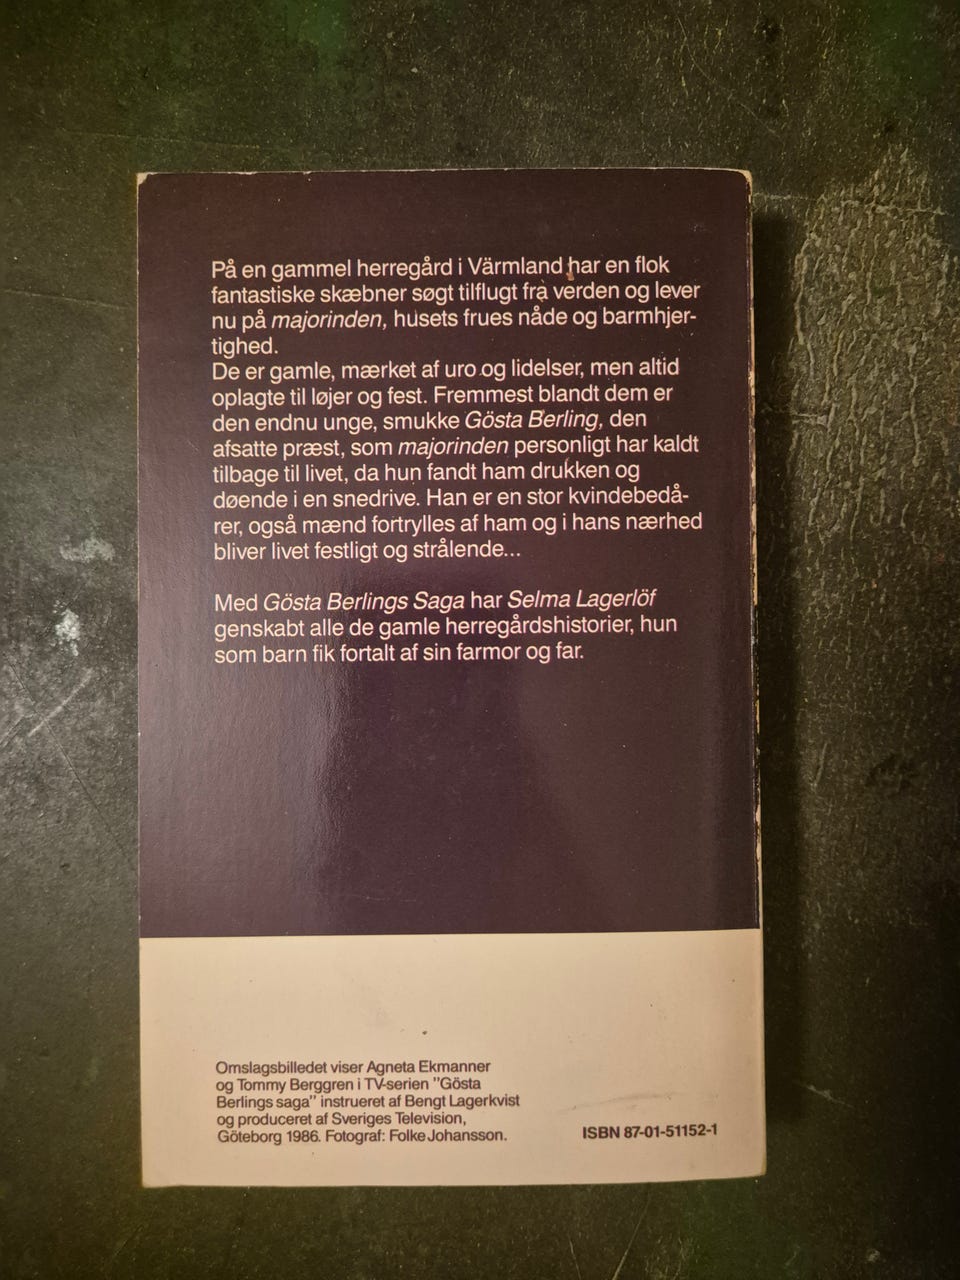 På en gammel herregård i Värmland har en flok
fantastiske skæbner søgt tilflugt fra verden og lever
nu på majorinden, husets frues nåde og barmhjer-
tighed.
De er gamle, mærket af uro og lidelser, men altid
oplagte til løjer og fest. Fremmest blandt dem er
den endnu unge, smukke Gösta Berling, den
afsatte præst, som majorinden personligt har kaldt
tilbage til livet, da hun fandt ham drukken og
døende i en snedrive. Han er en stor kvindebedå-
rer, også mænd fortrylles af ham og i hans nærhed
bliver livet festligt og strålende...
Med Gösta Berlings Saga har Selma Lagerlöf
genskabt alle de gamle herregårdshistorier, hun
som barn fik fortalt af sin farmor og far.
Omslagsbilledet viser Agneta Ekmanner
og Tommy Berggren i TV-serien "Gösta
Berlings saga" instrueret af Bengt Lagerkvist
og produceret af Sveriges Television,
Göteborg 1986. Fotograf: Folke Johansson.
ISBN 87-01-51152-1